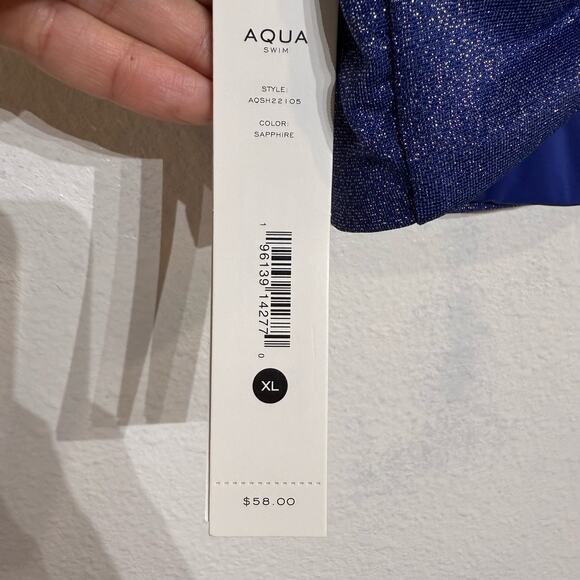 AQUA
SWIM
STYLE:
AQSH22105
COLOR:
SAPPHIRE
1 96139 14277 0
XL
$58.00